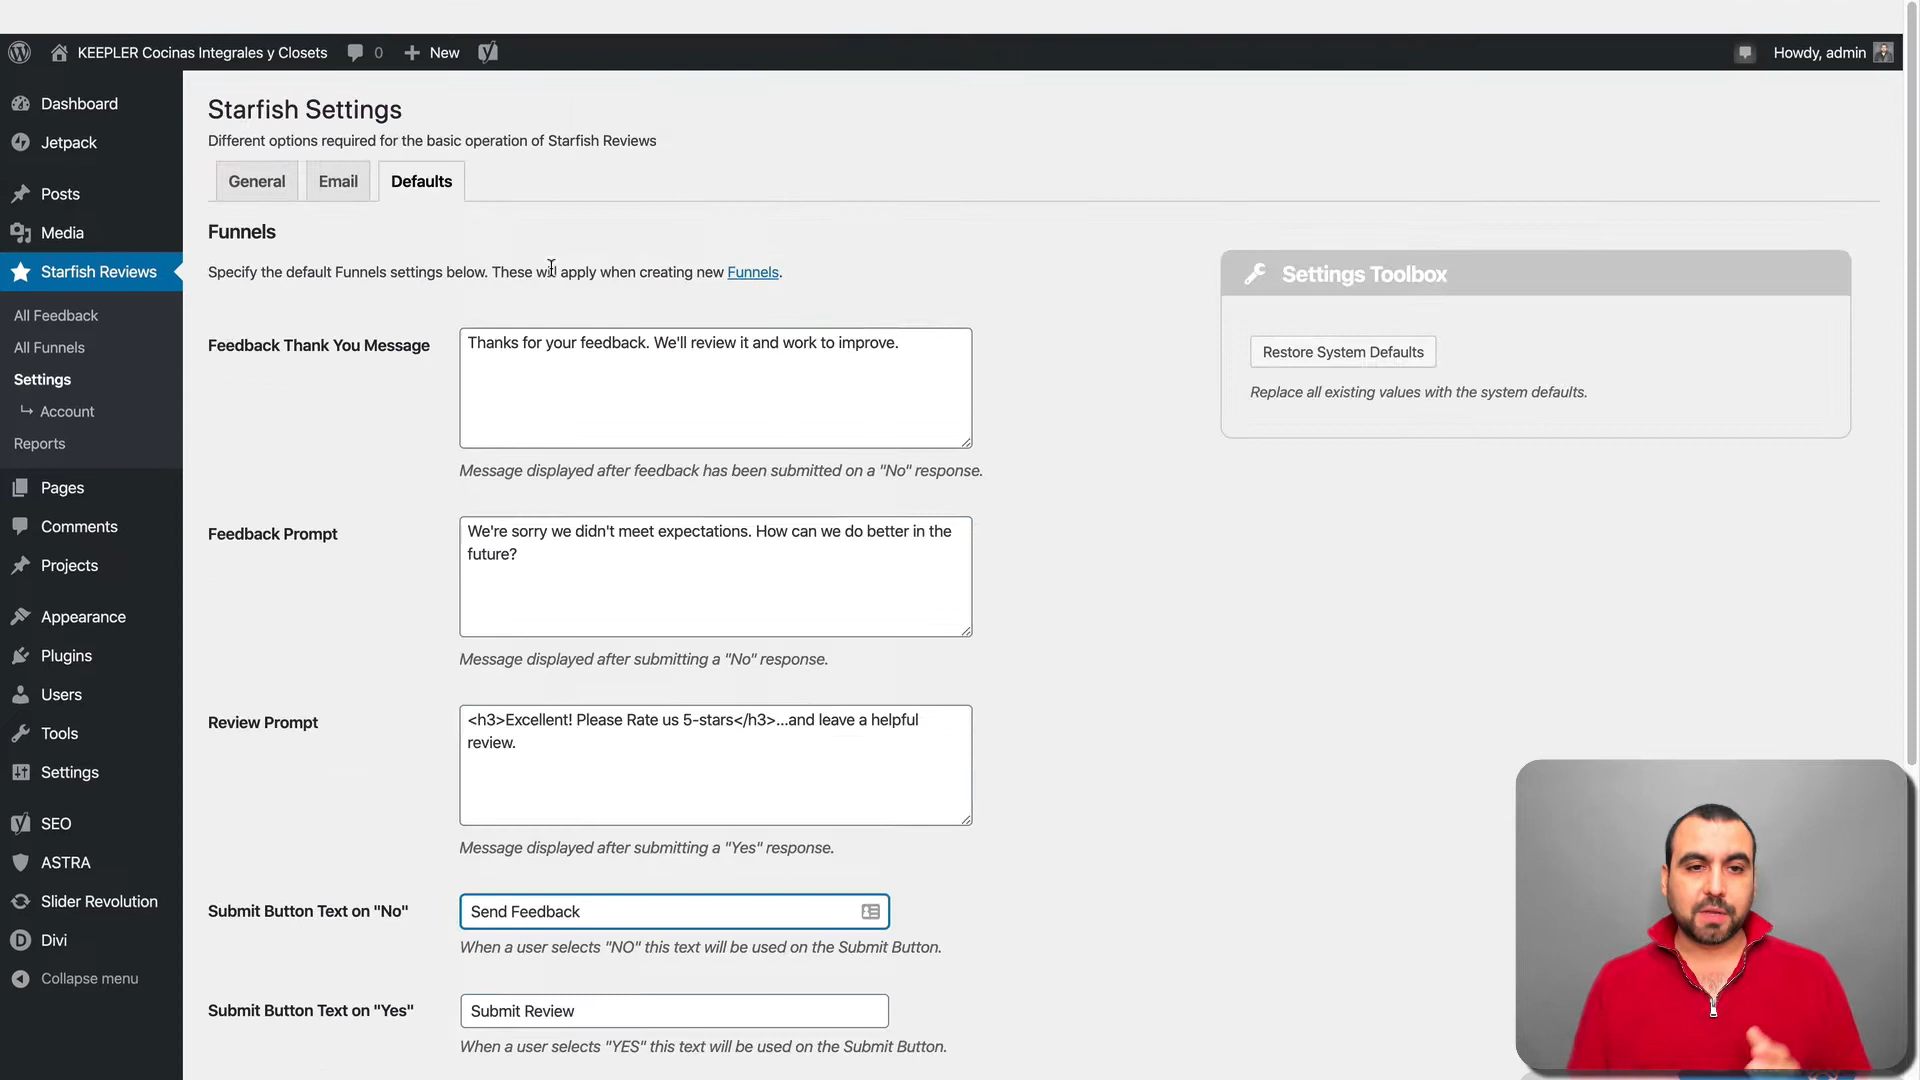 KEEPLER Cocinas Integrales y Closets 0 New Howdy, admin
Dashboard
Jetpack
Posts
Media
Starfish Reviews
All Feedback
All Funnels
Settings
Account
Reports
Pages
Comments
Projects
Appearance
Plugins
Users
Tools
Settings
SEO
ASTRA
Slider Revolution
Divi
Collapse menu
Starfish Settings
Different options required for the basic operation of Starfish Reviews
General Email Defaults
Funnels
Specify the default Funnels settings below. These will apply when creating new Funnels.
Feedback Thank You Message
Thanks for your feedback. We'll review it and work to improve.
Message displayed after feedback has been submitted on a "No" response.
Feedback Prompt
We're sorry we didn't meet expectations. How can we do better in the
future?
Message displayed after submitting a "No" response.
Review Prompt
<h3>Excellent! Please Rate us 5-stars</h3>...and leave a helpful
review.
Message displayed after submitting a "Yes" response.
Submit Button Text on "No"
Send Feedback
When a user selects "NO" this text will be used on the Submit Button.
Submit Button Text on "Yes"
Submit Review
When a user selects "YES" this text will be used on the Submit Button.
Settings Toolbox
Restore System Defaults
Replace all existing values with the system defaults.